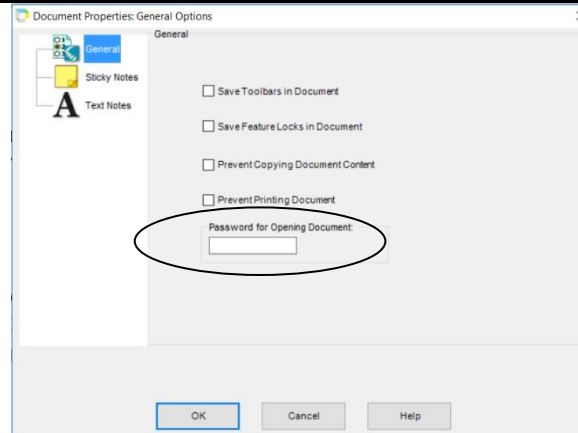 Document Properties: General Options
General
General
Sticky Notes
Text Notes
Save Toolbars in Document
Save Feature Locks in Document
Prevent Copying Document Content
Prevent Printing Document
Password for Opening Document:
OK
Cancel
Help